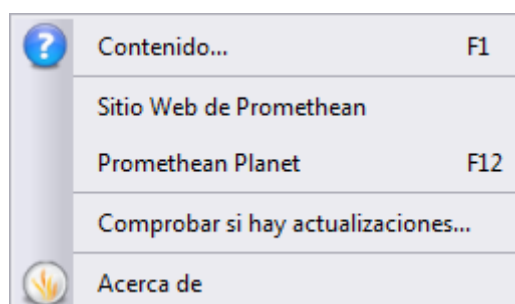 Contenido... F1
Sitio Web de Promethean
Promethean Planet F12
Comprobar si hay actualizaciones...
Acerca de